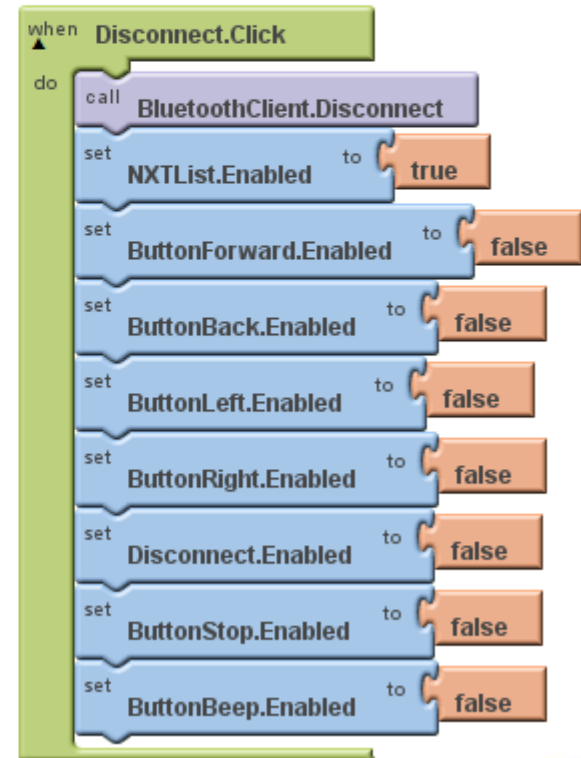 when Disconnect.Click
do
call BluetoothClient.Disconnect
set NXTList.Enabled to true
set ButtonForward.Enabled to false
set ButtonBack.Enabled to false
set ButtonLeft.Enabled to false
set ButtonRight.Enabled to false
set Disconnect.Enabled to false
set ButtonStop.Enabled to false
set ButtonBeep.Enabled to false